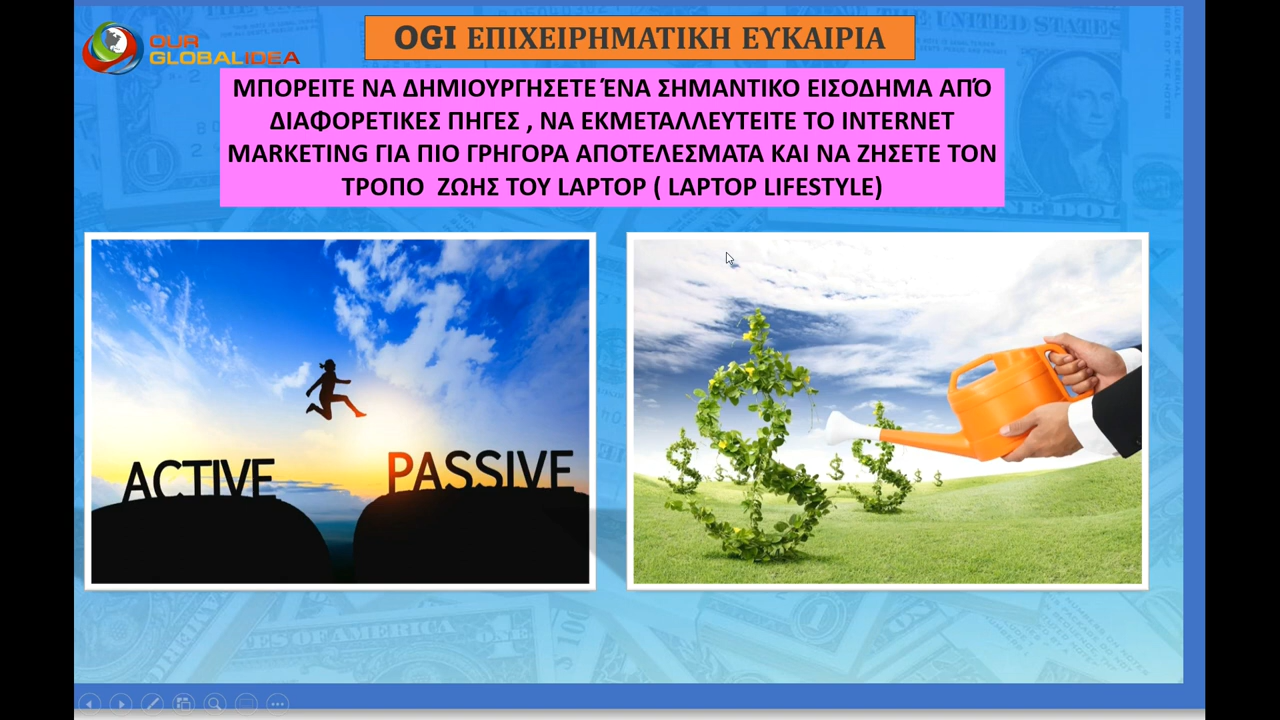 OUR
GLOBALIDEA
OGI ΕΠΙΧΕΙΡΗΜΑΤΙΚΗ ΕΥΚΑΙΡΙΑ
ΜΠΟΡΕΙΤΕ ΝΑ ΔΗΜΙΟΥΡΓΗΣΕΤΕ ΈΝΑ ΣΗΜΑΝΤΙΚΟ ΕΙΣΟΔΗΜΑ ΑΠΌ
ΔΙΑΦΟΡΕΤΙΚΕΣ ΠΗΓΕΣ , ΝΑ ΕΚΜΕΤΑΛΛΕΥΤΕΙΤΕ ΤΟ INTERNET
MARKETING ΓΙΑ ΠΙΟ ΓΡΗΓΟΡΑ ΑΠΟΤΕΛΕΣΜΑΤΑ ΚΑΙ ΝΑ ΖΗΣΕΤΕ ΤΟΝ
ΤΡΟΠΟ ΖΩΗΣ ΤΟΥ LAPTOP ( LAPTOP LIFESTYLE)
ACTIVE
PASSIVE